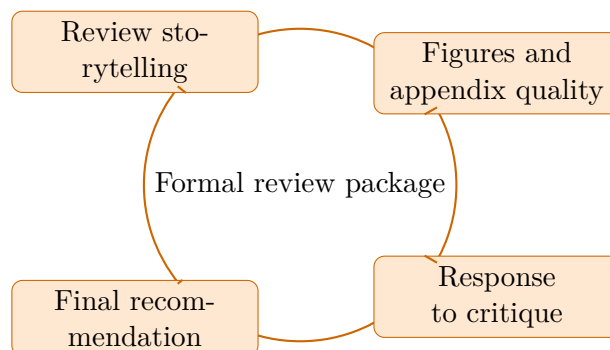 Review sto-
rytelling
Figures and
appendix quality
Formal review package
Final recom-
mendation
Response
to critique